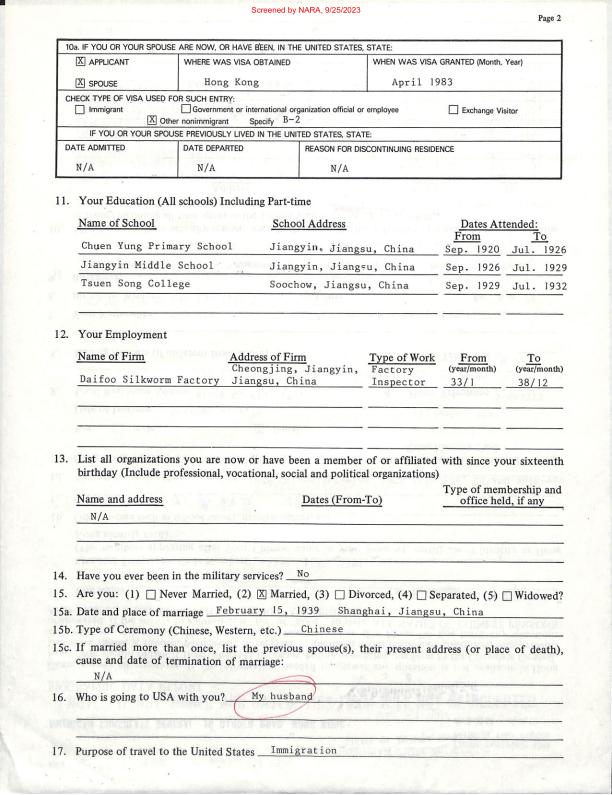 Screened by NARA, 9/25/2023
Page 2
10a. IF YOU OR YOUR SPOUSE ARE NOW, OR HAVE BEEN, IN THE UNITED STATES, STATE:
[X] APPLICANT WHERE WAS VISA OBTAINED WHEN WAS VISA GRANTED (Month, Year)
[X] SPOUSE Hong Kong April 1983
CHECK TYPE OF VISA USED FOR SUCH ENTRY:
☐ Immigrant ☐ Government or international organization official or employee ☐ Exchange Visitor
[X] Other nonimmigrant Specify B-2
IF YOU OR YOUR SPOUSE PREVIOUSLY LIVED IN THE UNITED STATES, STATE:
DATE ADMITTED DATE DEPARTED REASON FOR DISCONTINUING RESIDENCE
N/A N/A N/A
11. Your Education (All schools) Including Part-time
Name of School School Address Dates Attended:
From To
Chuen Yung Primary School Jiangyin, Jiangsu, China Sep. 1920 Jul. 1926
Jiangyin Middle School Jiangyin, Jiangsu, China Sep. 1926 Jul. 1929
Tsuen Song College Soochow, Jiangsu, China Sep. 1929 Jul. 1932
12. Your Employment
Name of Firm Address of Firm Type of Work From To
Cheongjing, Jiangyin, Factory (year/month) (year/month)
Daifoo Silkworm Factory Jiangsu, China Inspector 33/1 38/12
13. List all organizations you are now or have been a member of or affiliated with since your sixteenth
birthday (Include professional, vocational, social and political organizations)
Name and address Dates (From-To) Type of membership and
office held, if any
N/A
14. Have you ever been in the military services? No
15. Are you: (1) ☐ Never Married, (2) [X] Married, (3) ☐ Divorced, (4) ☐ Separated, (5) ☐ Widowed?
15a. Date and place of marriage February 15, 1939 Shanghai, Jiangsu, China
15b. Type of Ceremony (Chinese, Western, etc.) Chinese
15c. If married more than once, list the previous spouse(s), their present address (or place of death),
cause and date of termination of marriage:
N/A
16. Who is going to USA with you? My husband
17. Purpose of travel to the United States Immigration